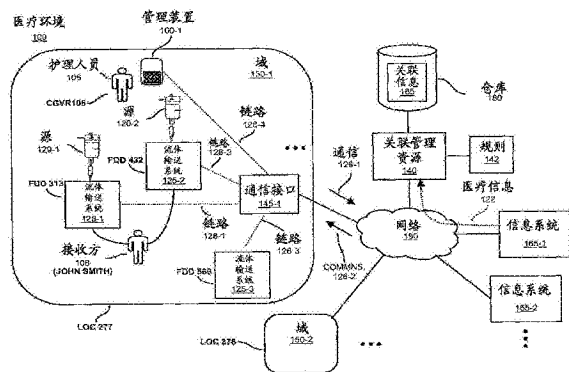 医疗环境
100
管理装置
100-1
护理人员
106
CGVR106
域
150-1
源
120-2
源
120-1
FDD 432
流体
输送
系统
125-2
FDD 313
流体
输送
系统
125-1
接收方
108
(JOHN SMITH)
链路
128-4
链路
128-3
链路
128-1
链路
128-3
通信接口
145-1
FDD 368
流体
输送
系统
125-3
LOC 277
通信
126-1
COMMNS.
126-2
网络
190
关联
信息
185
仓库
180
关联管理
资源
140
规则
142
医疗信息
122
信息系统
165-1
信息系统
165-2
域
150-2
LOC 278